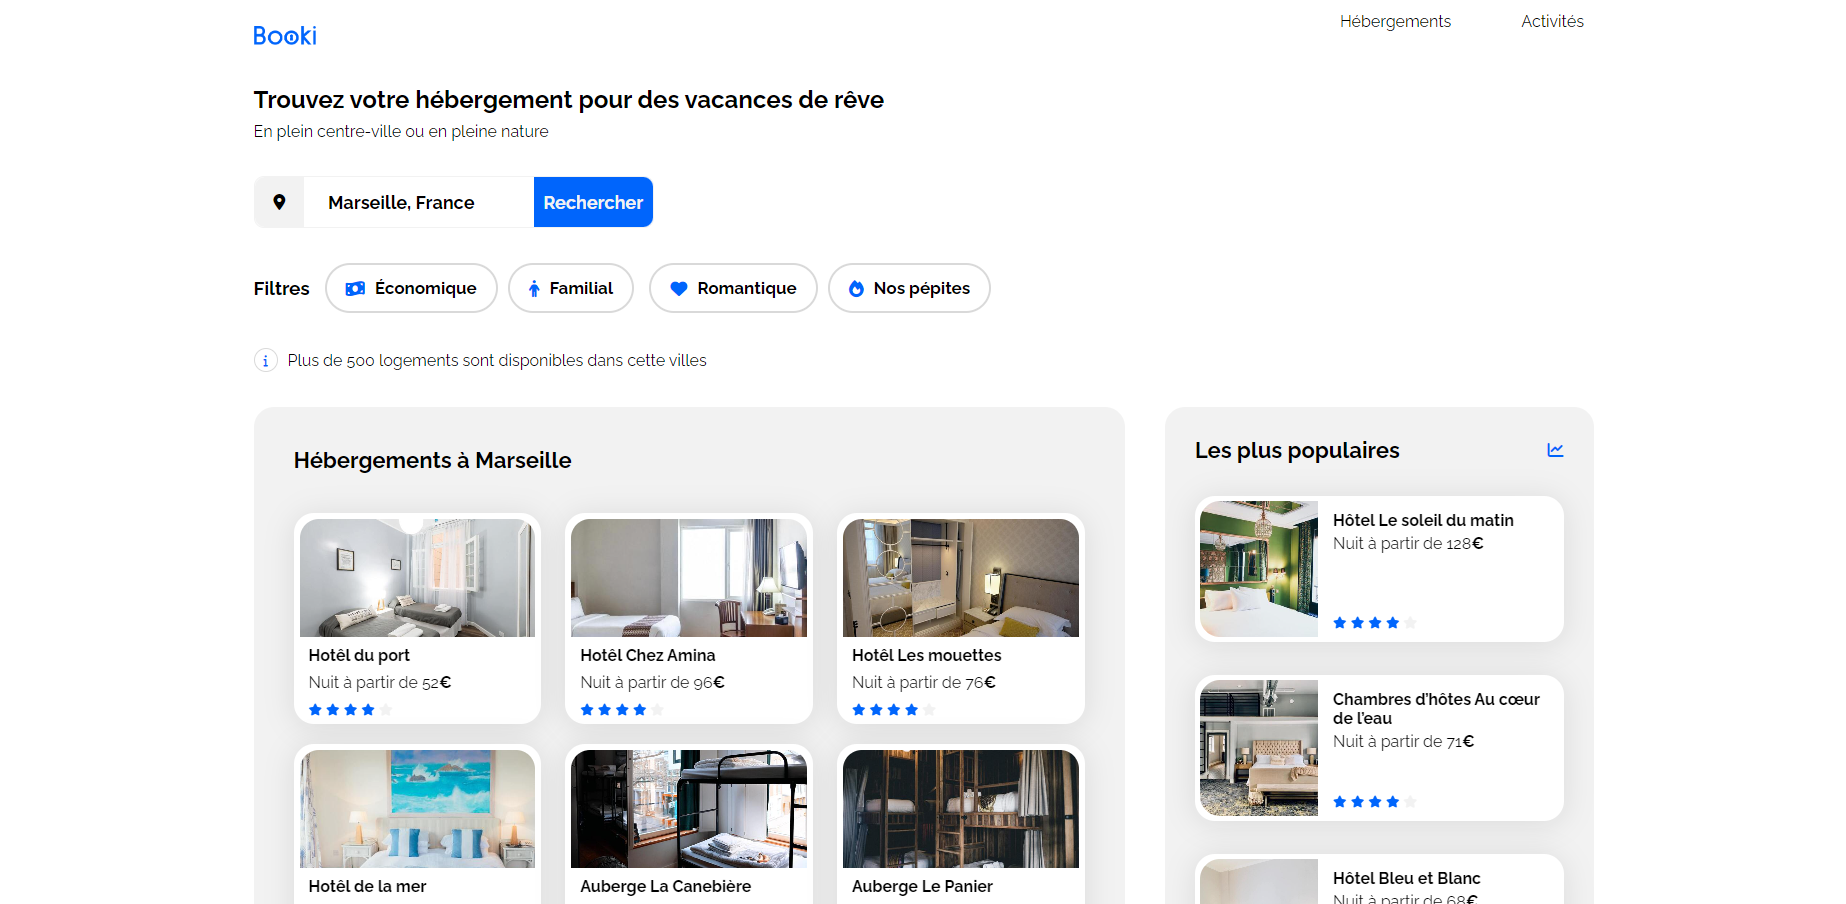 Booki
Hébergements
Activités
Trouvez votre hébergement pour des vacances de rêve
En plein centre-ville ou en pleine nature
Marseille, France
Rechercher
Filtres
Économique
Familial
Romantique
Nos pépites
Plus de 500 logements sont disponibles dans cette villes
Hébergements à Marseille
Hotêl du port
Nuit à partir de 52€
Hotêl Chez Amina
Nuit à partir de 96€
Hotêl Les mouettes
Nuit à partir de 76€
Hotêl de la mer
Auberge La Canebière
Auberge Le Panier
Les plus populaires
Hôtel Le soleil du matin
Nuit à partir de 128€
Chambres d’hôtes Au cœur
de l’eau
Nuit à partir de 71€
Hôtel Bleu et Blanc
Nuit à partir de 68€